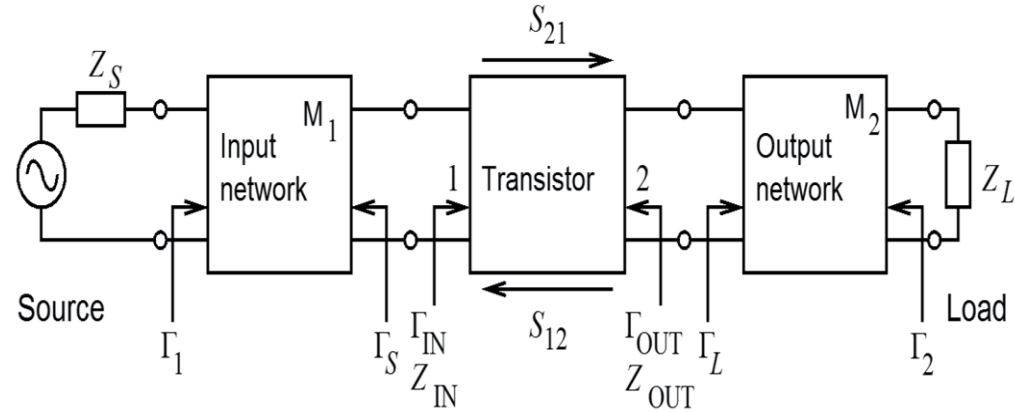 S21
ZS
M1
M2
Input
network
1
Transistor
2
Output
network
ZL
Source
Γ1
ΓS
ΓIN
ZIN
S12
ΓOUT
ZOUT
ΓL
Γ2
Load